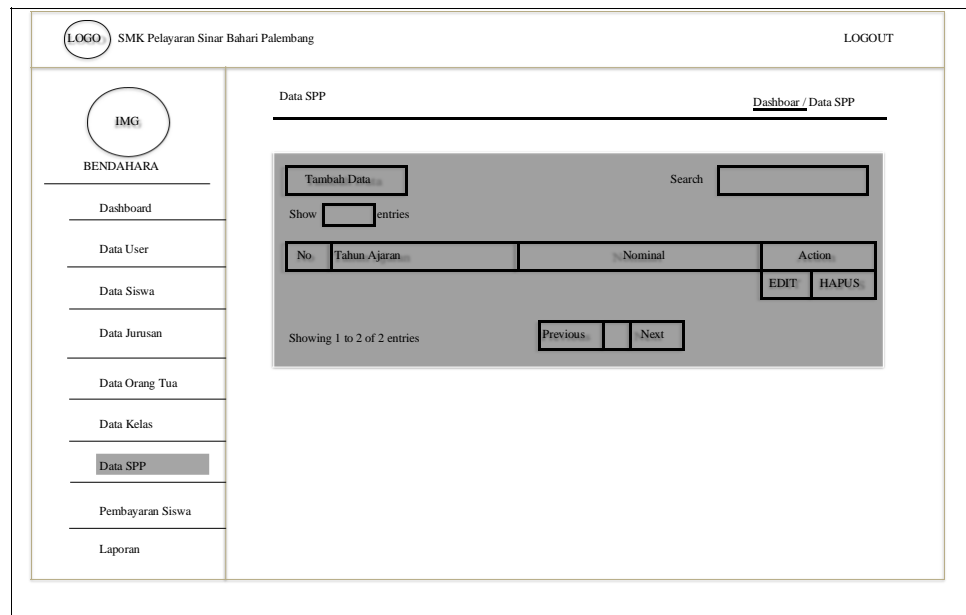 LOGO SMK Pelayaran Sinar Bahari Palembang LOGOUT
IMG
BENDAHARA
Dashboard
Data User
Data Siswa
Data Jurusan
Data Orang Tua
Data Kelas
Data SPP
Pembayaran Siswa
Laporan
Data SPP Dashboar / Data SPP
Tambah Data Search
Show entries
No Tahun Ajaran Nominal Action
EDIT HAPUS
Showing 1 to 2 of 2 entries Previous Next